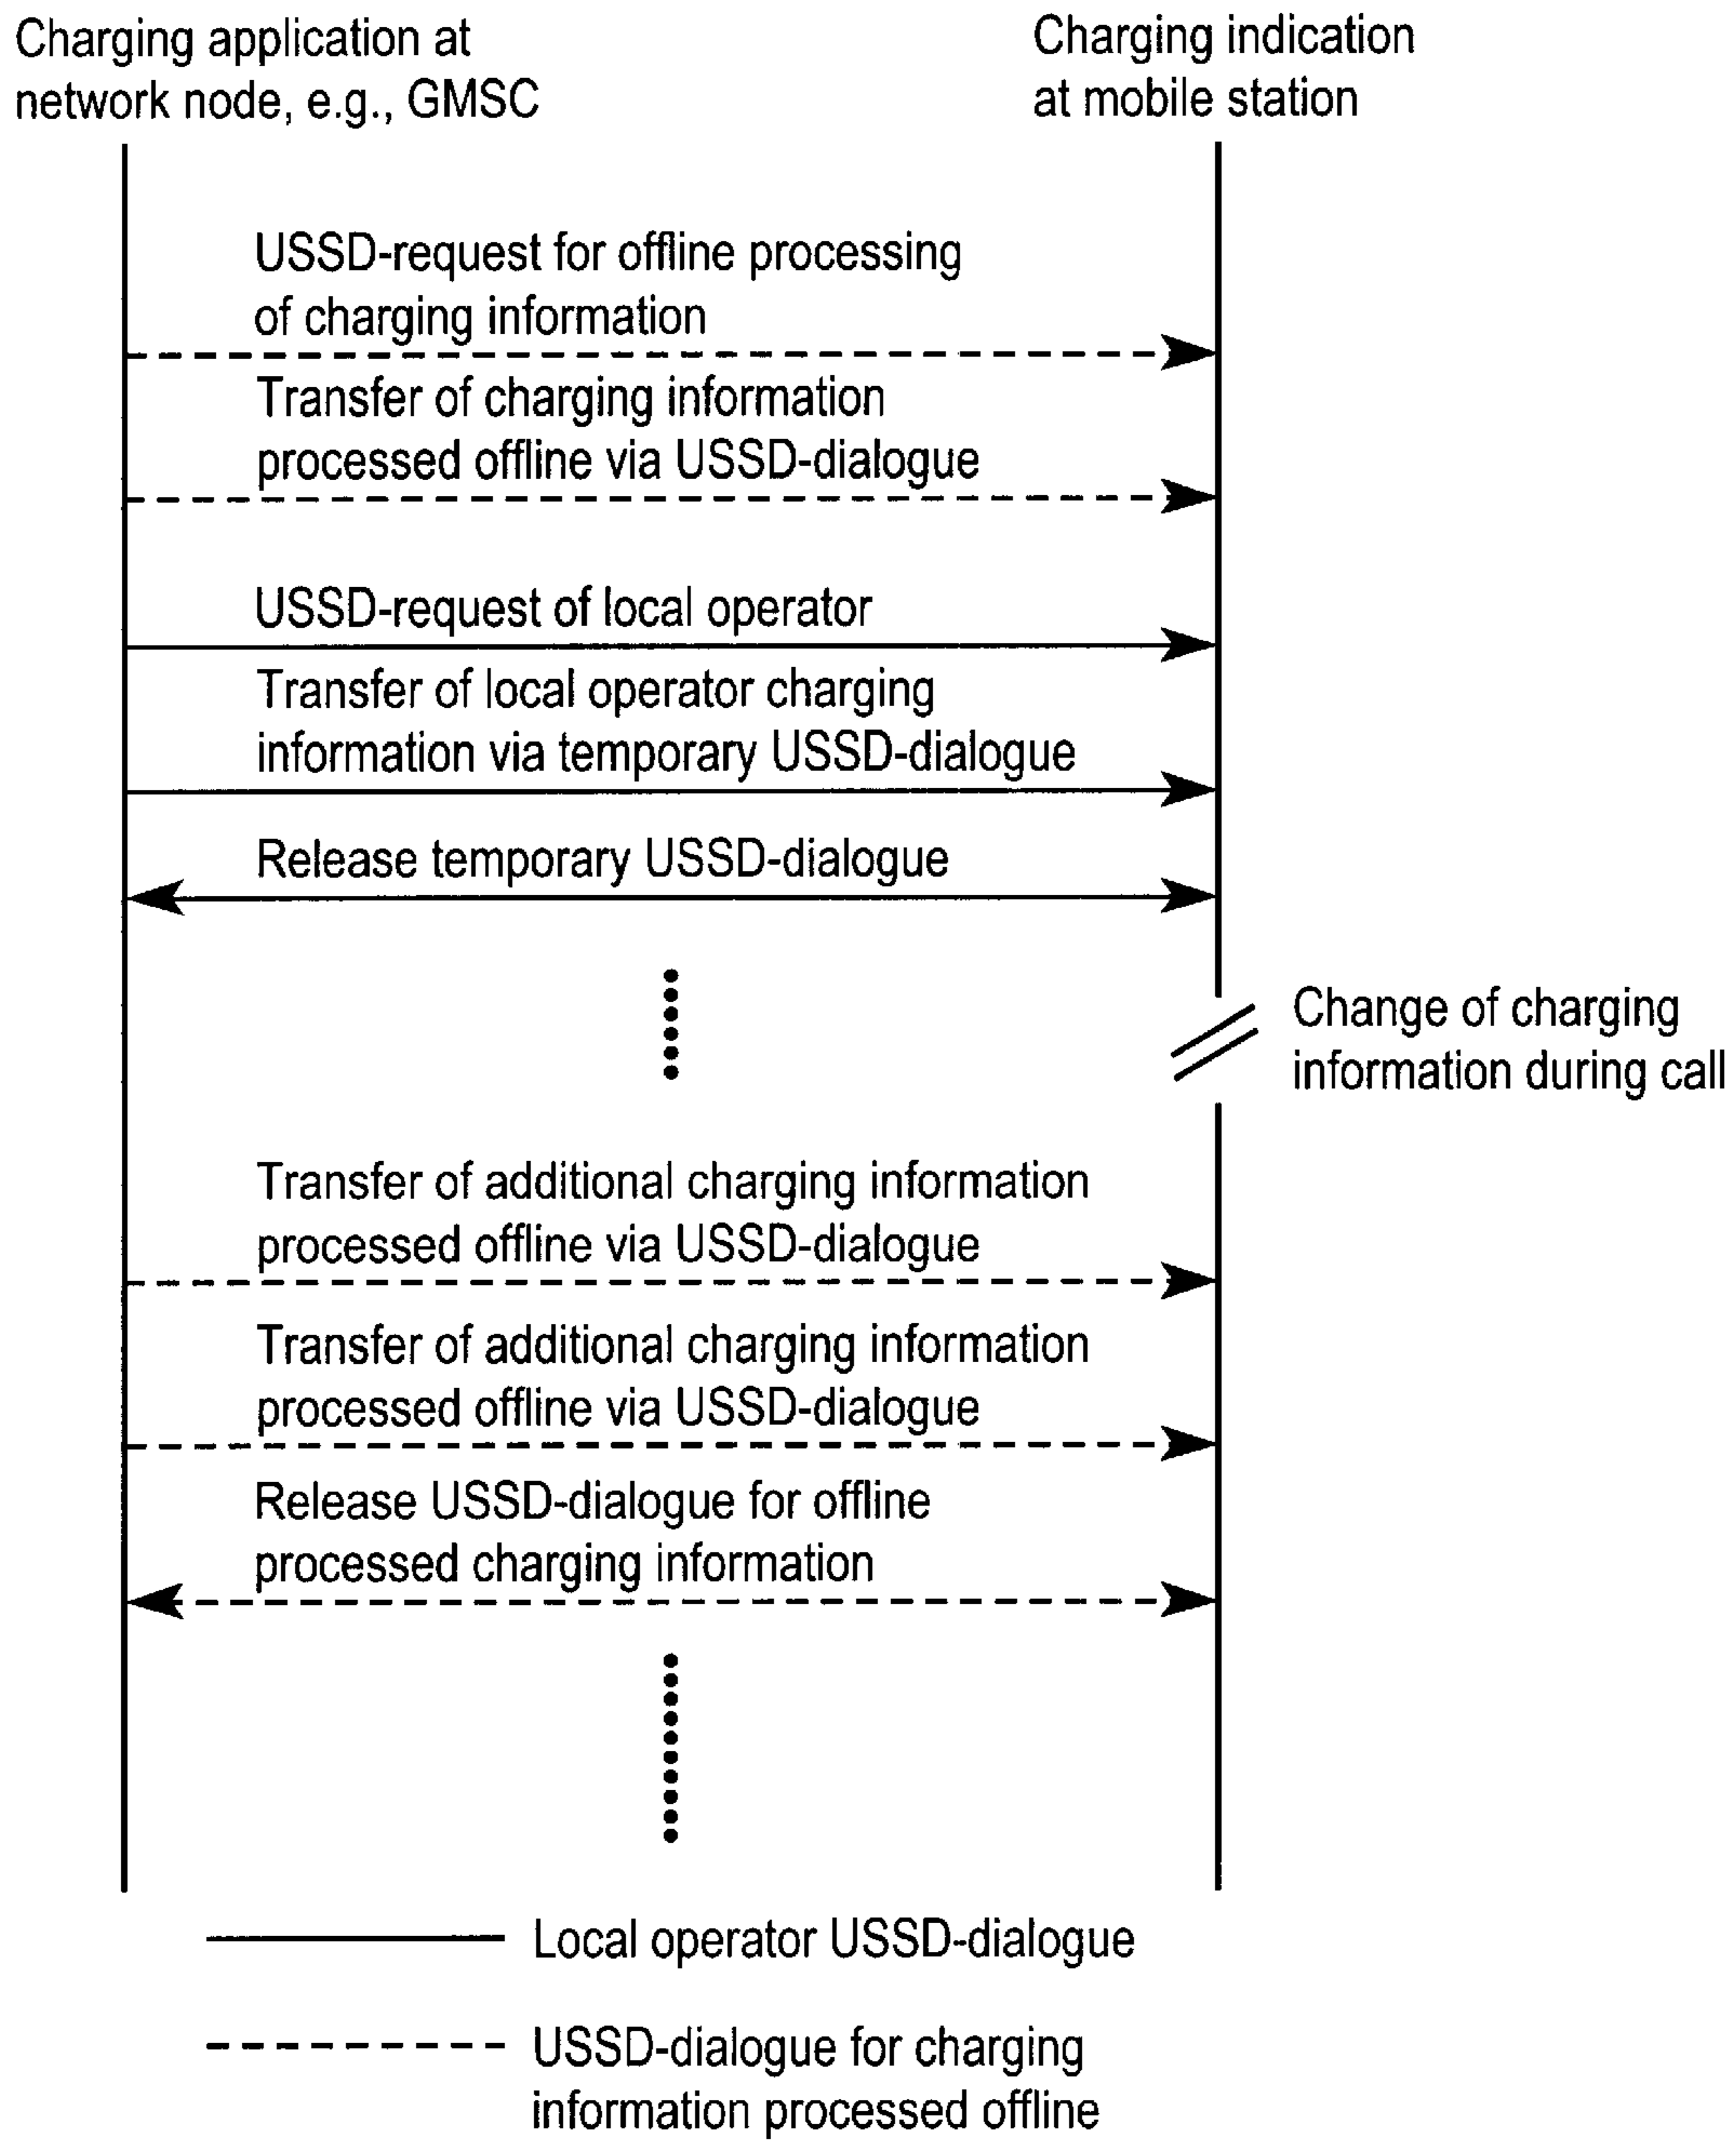 Charging application at
network node, e.g., GMSC
Charging indication
at mobile station
USSD-request for offline processing
of charging information
Transfer of charging information
processed offline via USSD-dialogue
USSD-request of local operator
Transfer of local operator charging
information via temporary USSD-dialogue
Release temporary USSD-dialogue
Change of charging
information during call
Transfer of additional charging information
processed offline via USSD-dialogue
Transfer of additional charging information
processed offline via USSD-dialogue
Release USSD-dialogue for offline
processed charging information
Local operator USSD-dialogue
USSD-dialogue for charging
information processed offline